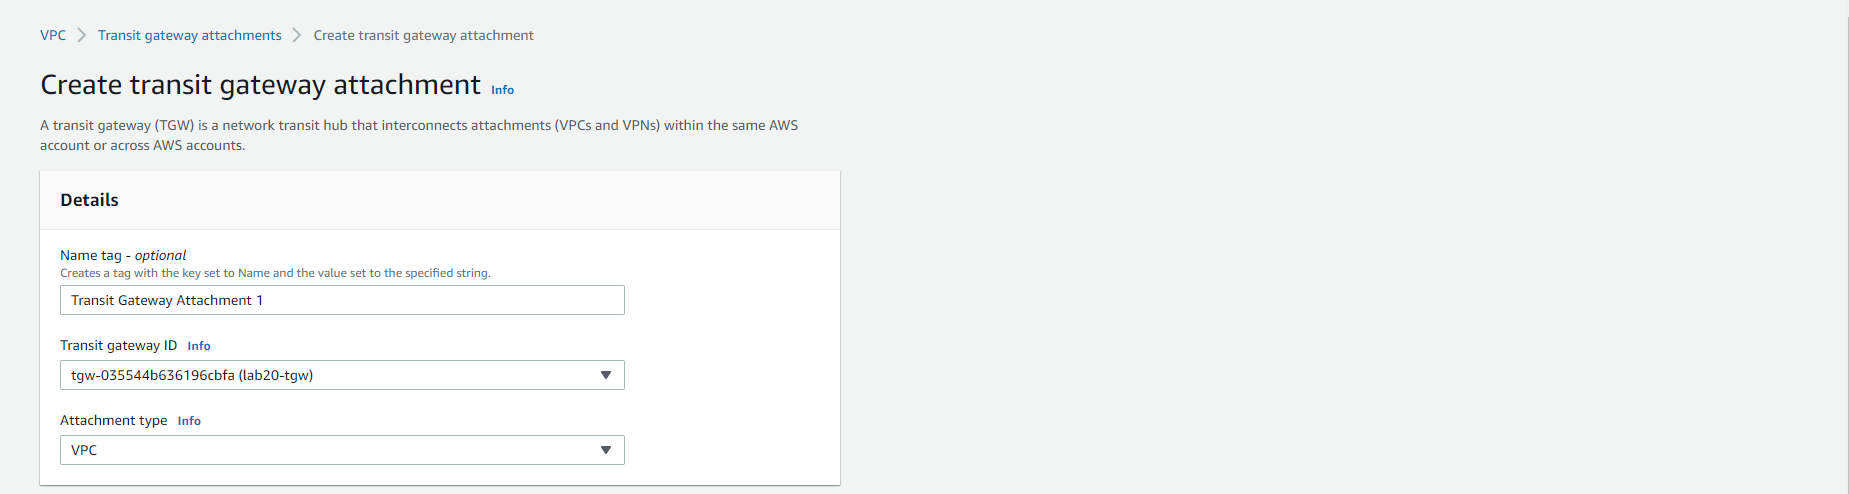 VPC Transit gateway attachments Create transit gateway attachment
Create transit gateway attachment Info
A transit gateway (TGW) is a network transit hub that interconnects attachments (VPCs and VPNs) within the same AWS
account or across AWS accounts.
Details
Name tag - optional
Creates a tag with the key set to Name and the value set to the specified string.
Transit Gateway Attachment 1
Transit gateway ID Info
tgw-035544b636196cbfa (lab20-tgw)
Attachment type Info
VPC